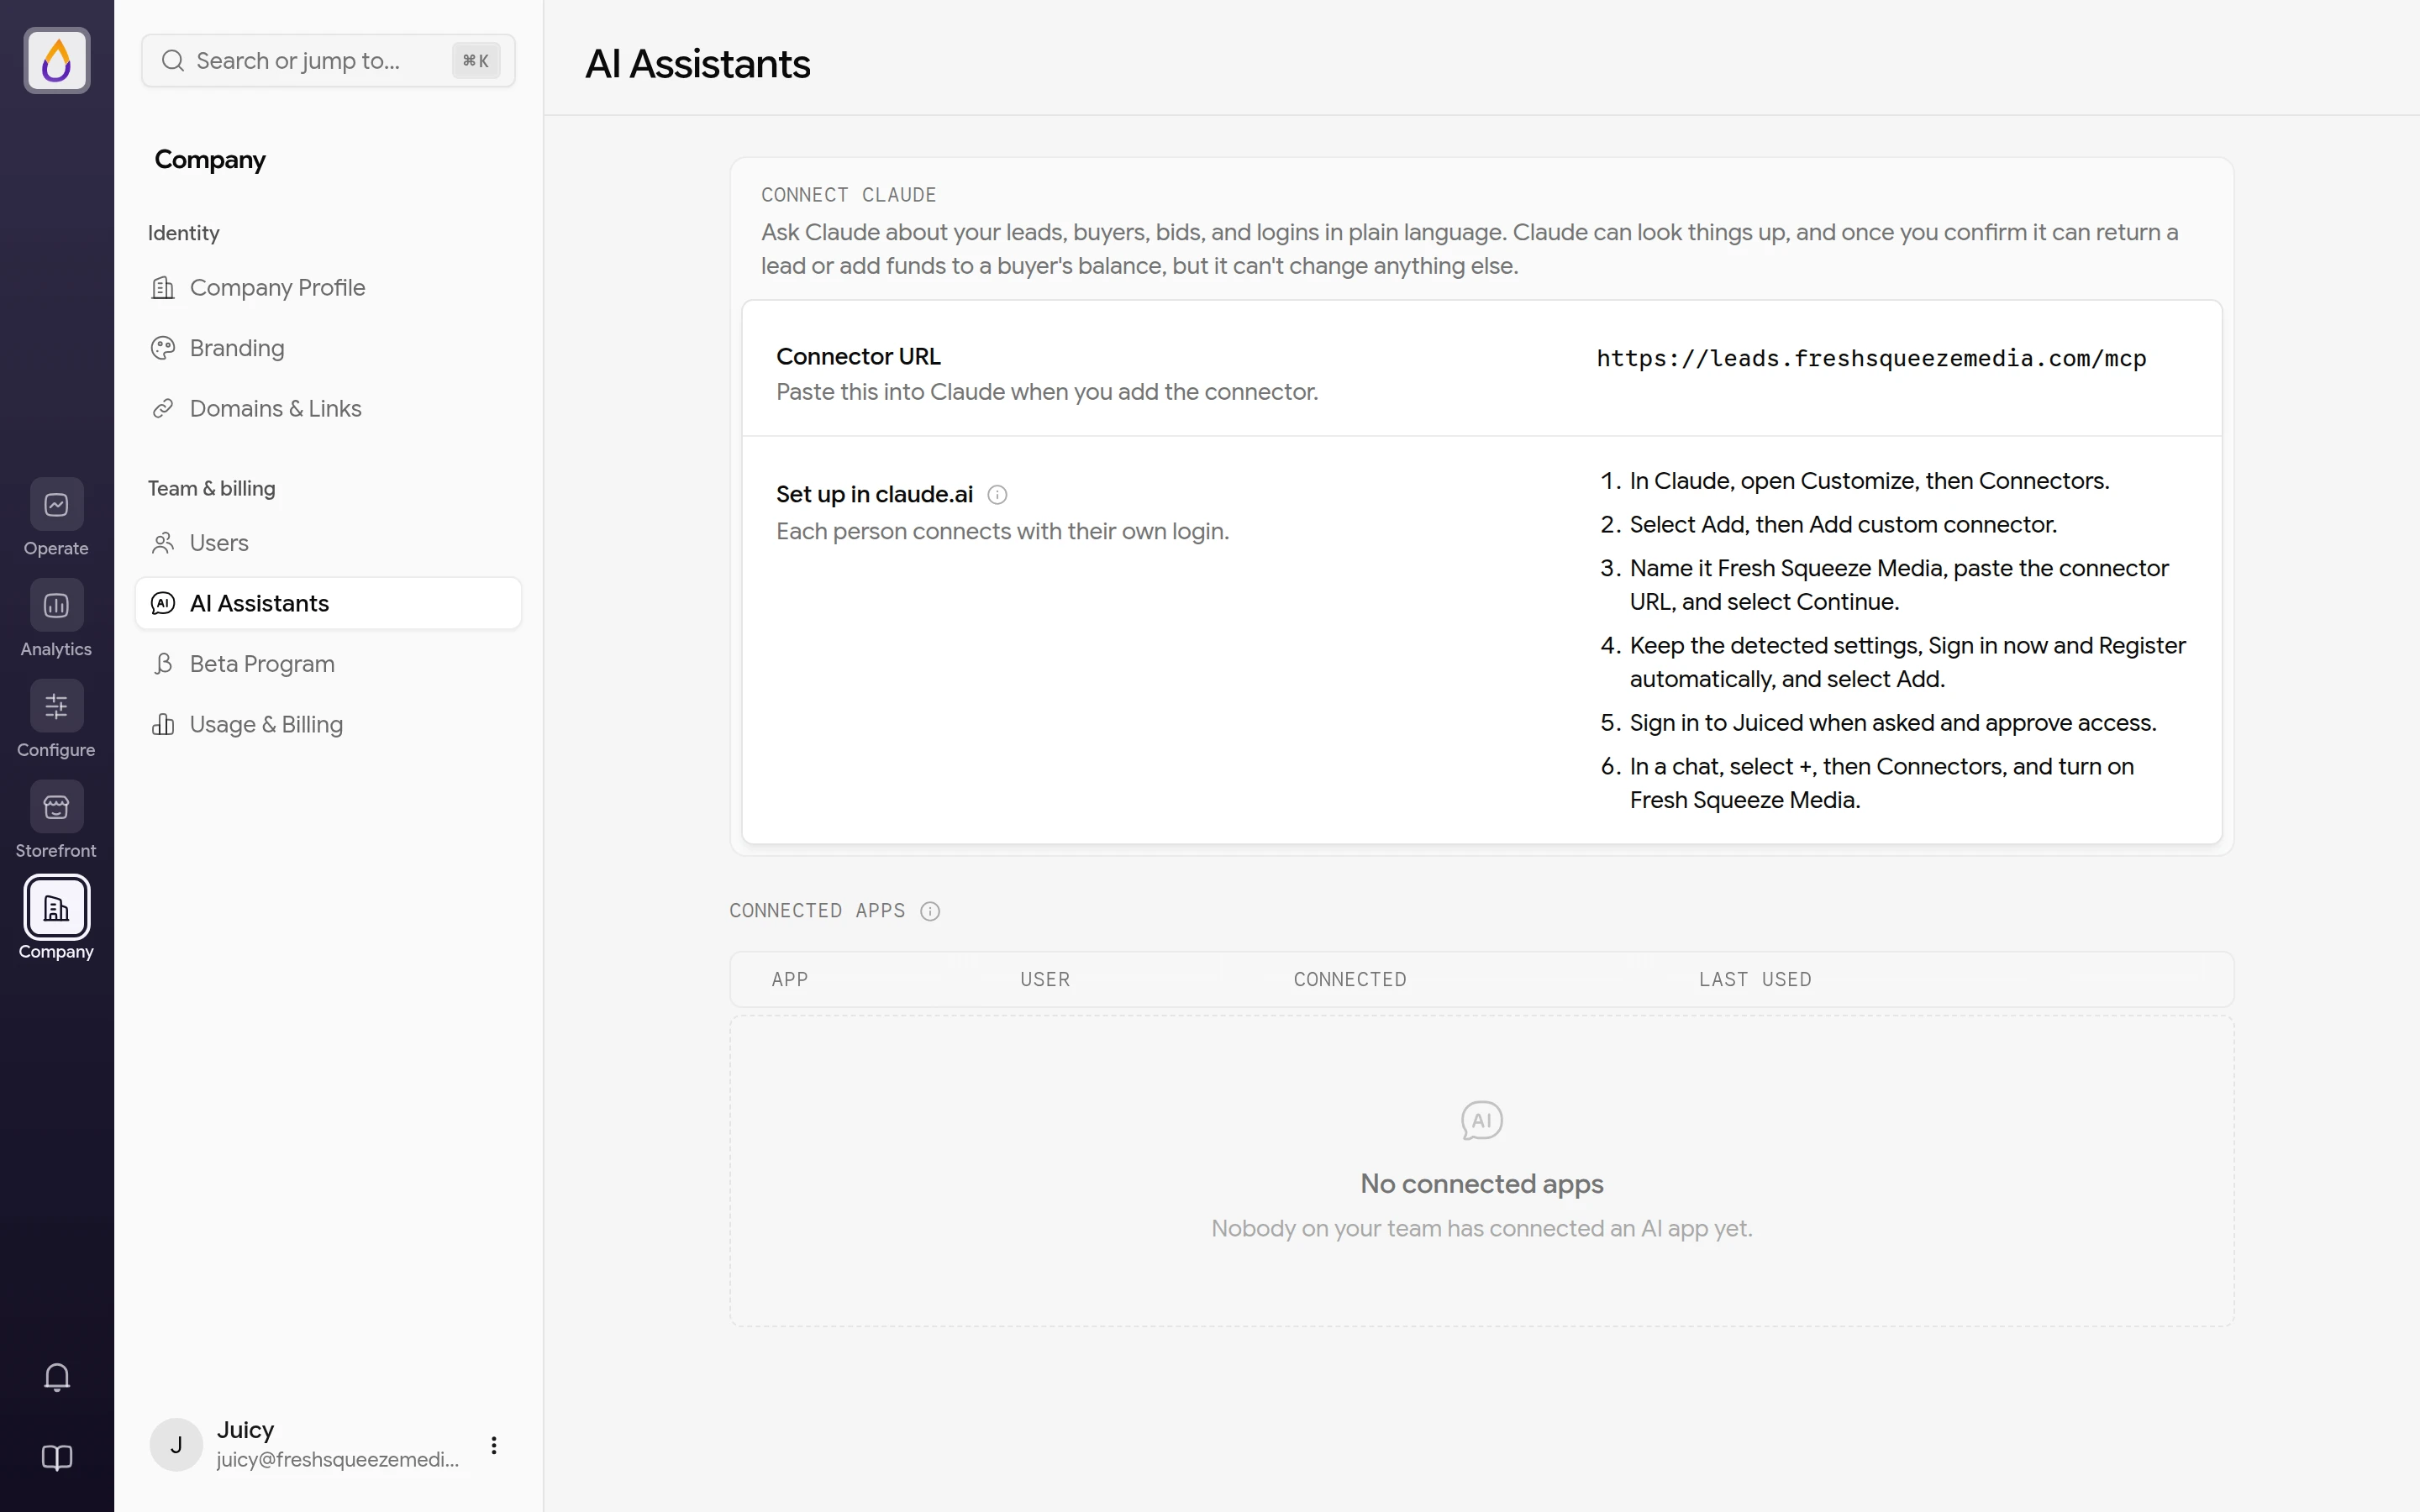 Search or jump to...
⌘K
Company
Identity
Company Profile
Branding
Domains & Links
Team & billing
Users
AI Assistants
Beta Program
Usage & Billing
Operate
Analytics
Configure
Storefront
Company
J
Juicy
juicy@freshsqueezemedi...
AI Assistants
CONNECT CLAUDE
Ask Claude about your leads, buyers, bids, and logins in plain language. Claude can look things up, and once you confirm it can return a
lead or add funds to a buyer's balance, but it can't change anything else.
Connector URL
Paste this into Claude when you add the connector.
https://leads.freshsqueezemedia.com/mcp
Set up in claude.ai
Each person connects with their own login.
1. In Claude, open Customize, then Connectors.
2. Select Add, then Add custom connector.
3. Name it Fresh Squeeze Media, paste the connector
URL, and select Continue.
4. Keep the detected settings, Sign in now and Register
automatically, and select Add.
5. Sign in to Juiced when asked and approve access.
6. In a chat, select +, then Connectors, and turn on
Fresh Squeeze Media.
CONNECTED APPS
APP USER CONNECTED LAST USED
AI
No connected apps
Nobody on your team has connected an AI app yet.